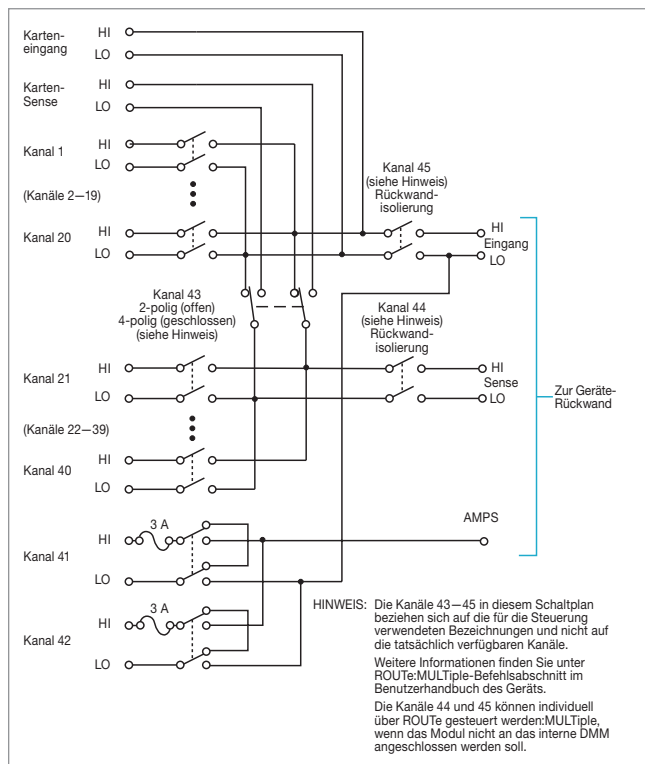 Karten-
eingang
HI
LO
Karten-
Sense
HI
LO
Kanal 1
HI
LO
(Kanäle 2—19)
Kanal 20
HI
LO
Kanal 45
(siehe Hinweis)
Rückwand-
isolierung
HI
Eingang
LO
Kanal 43
2-polig (offen)
4-polig (geschlossen)
(siehe Hinweis)
Kanal 44
(siehe Hinweis)
Rückwand-
isolierung
Kanal 21
HI
LO
HI
Sense
LO
Zur Geräte-
Rückwand
(Kanäle 22—39)
Kanal 40
HI
LO
AMPS
Kanal 41
3 A
HI
LO
Kanal 42
3 A
HI
LO
HINWEIS: Die Kanäle 43—45 in diesem Schaltplan
beziehen sich auf die für die Steuerung
verwendeten Bezeichnungen und nicht auf
die tatsächlich verfügbaren Kanäle.
Weitere Informationen finden Sie unter
ROUTe:MULTiple-Befehlsabschnitt im
Benutzerhandbuch des Geräts.
Die Kanäle 44 und 45 können individuell
über ROUTe gesteuert werden:MULTiple,
wenn das Modul nicht an das interne DMM
angeschlossen werden soll.